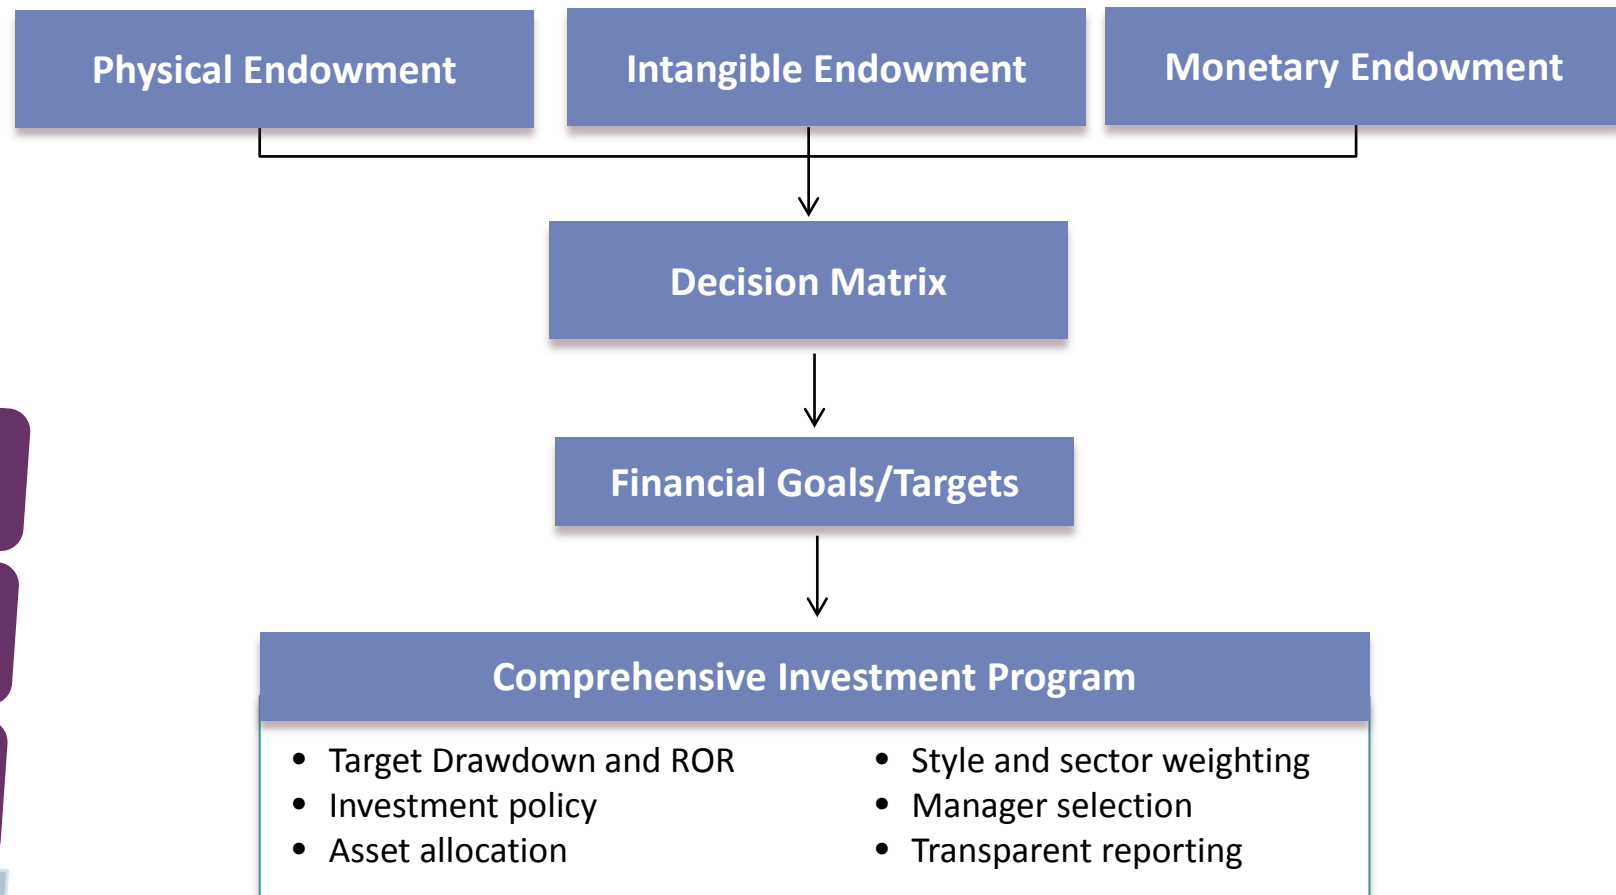 Physical Endowment
Intangible Endowment
Monetary Endowment
Decision Matrix
Financial Goals/Targets
Comprehensive Investment Program
• Target Drawdown and ROR
• Investment policy
• Asset allocation
• Style and sector weighting
• Manager selection
• Transparent reporting